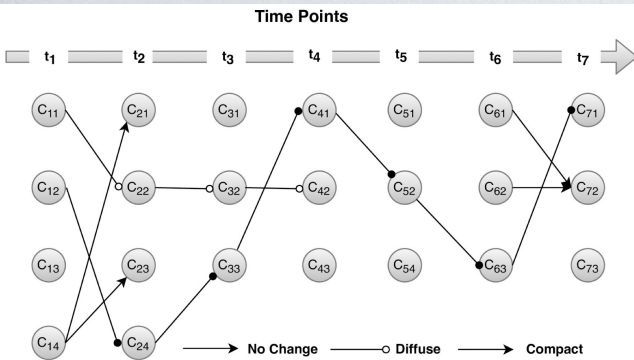 Time Points
t1 t2 t3 t4 t5 t6 t7
C11 C21 C31 C41 C51 C61 C71
C12 C22 C32 C42 C52 C62 C72
C13 C23 C33 C43 C54 C63 C73
C14 C24 No Change Diffuse Compact